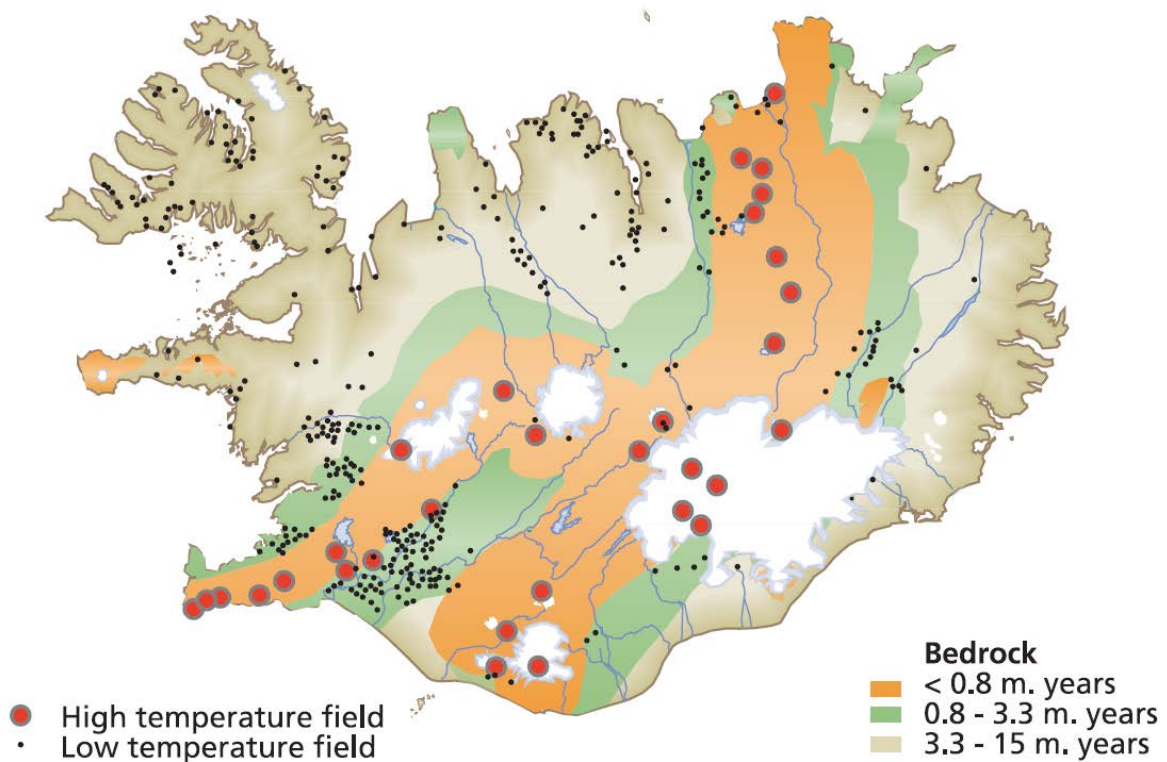 High temperature field
Low temperature field
Bedrock
< 0.8 m. years
0.8 - 3.3 m. years
3.3 - 15 m. years